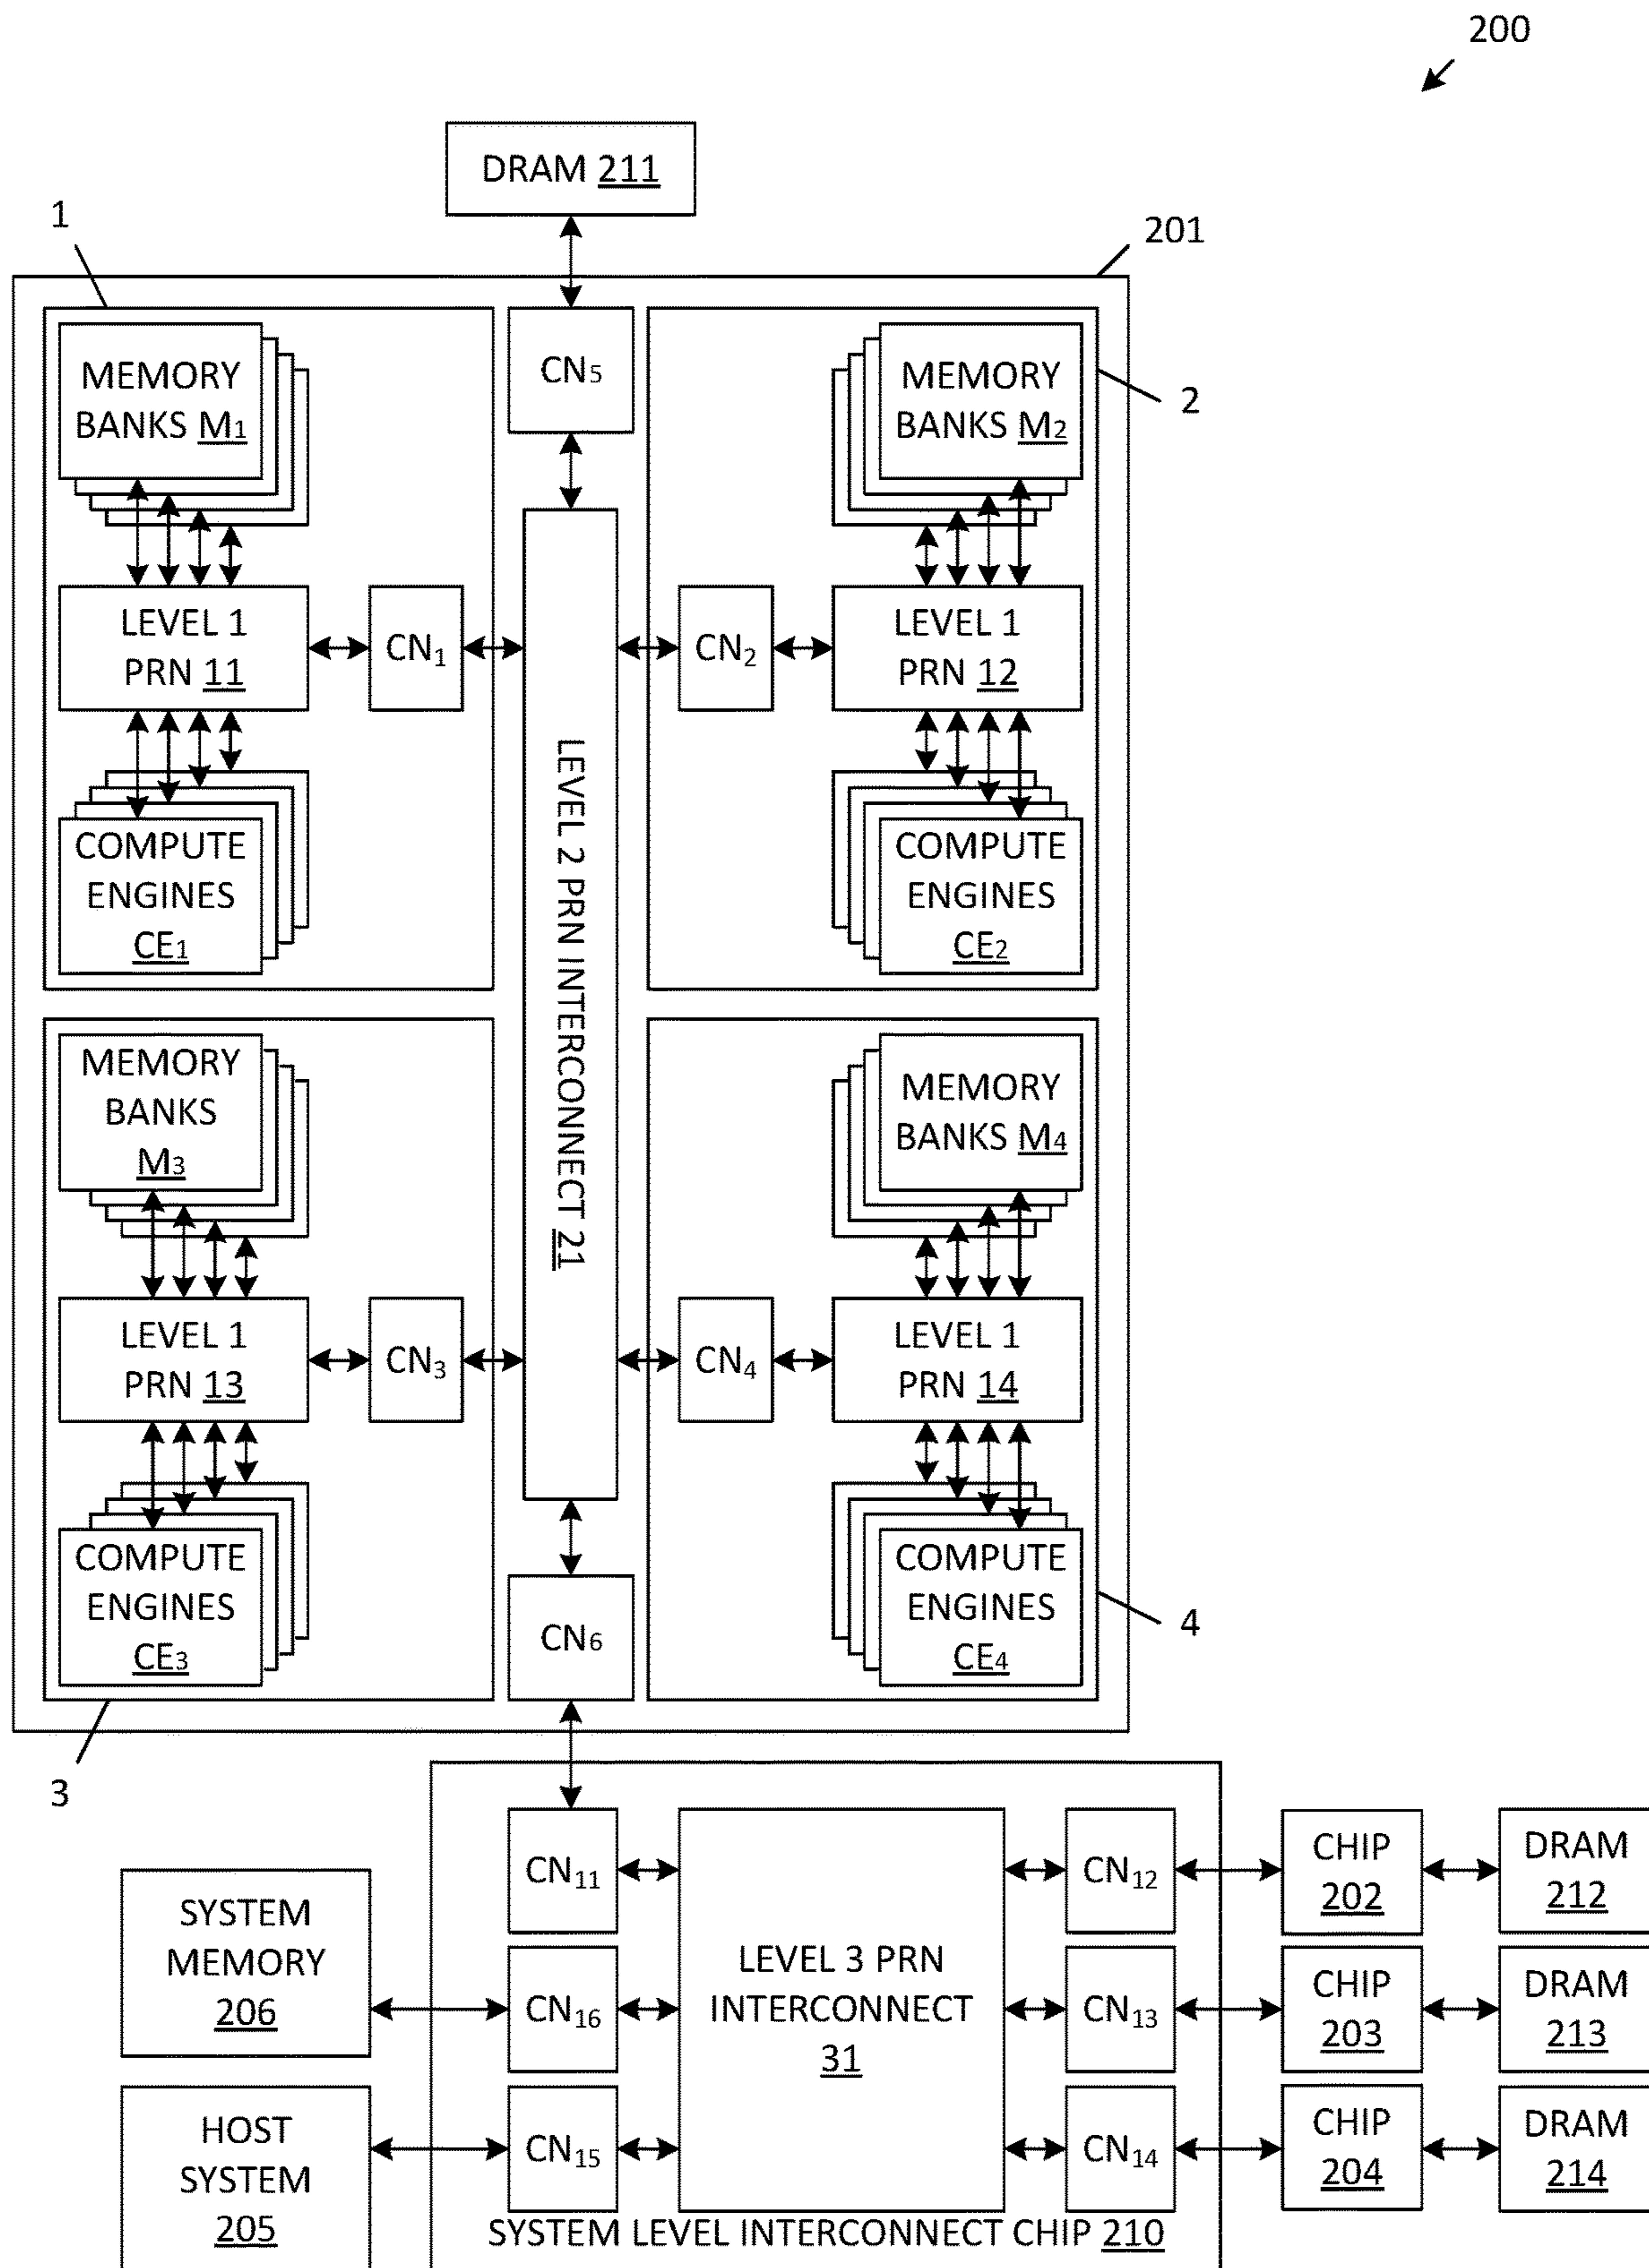 200
DRAM 211
1
201
MEMORY
BANKS M1
CN5
MEMORY
BANKS M2
2
LEVEL 1
PRN 11
CN1
CN2
LEVEL 1
PRN 12
LEVEL 2 PRN INTERCONNECT 21
COMPUTE
ENGINES
CE1
COMPUTE
ENGINES
CE2
MEMORY
BANKS
M3
MEMORY
BANKS M4
LEVEL 1
PRN 13
CN3
CN4
LEVEL 1
PRN 14
COMPUTE
ENGINES
CE3
CN6
COMPUTE
ENGINES
CE4
4
3
SYSTEM
MEMORY
206
HOST
SYSTEM
205
CN11
CN16
CN15
LEVEL 3 PRN
INTERCONNECT
31
CN12
CN13
CN14
CHIP
202
DRAM
212
CHIP
203
DRAM
213
CHIP
204
DRAM
214
SYSTEM LEVEL INTERCONNECT CHIP 210